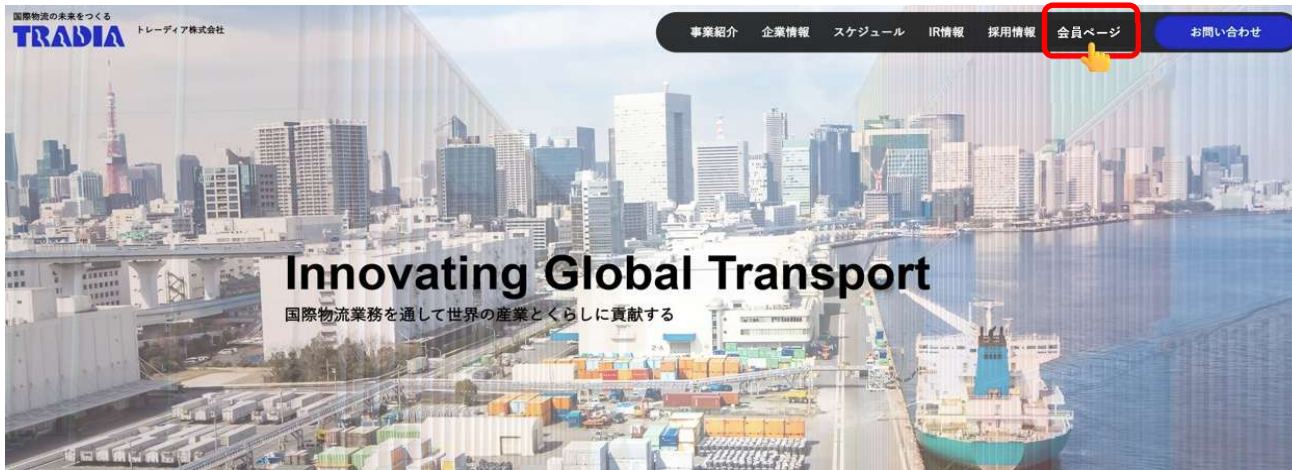 国際物流の未来をつくる
TRADIA トレーディア株式会社
事業紹介 企業情報 スケジュール IR情報 採用情報 会員ページ お問い合わせ
Innovating Global Transport
国際物流業務を通して世界の産業とくらしに貢献する